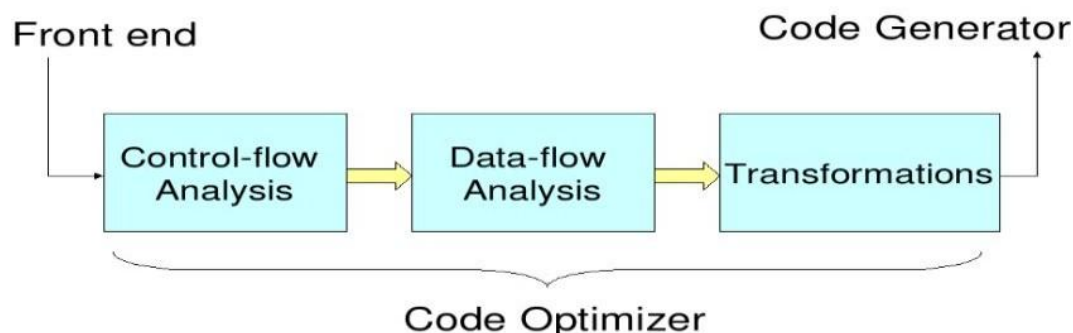 Front end
Code Generator
Control-flow
Analysis
Data-flow
Analysis
Transformations
Code Optimizer